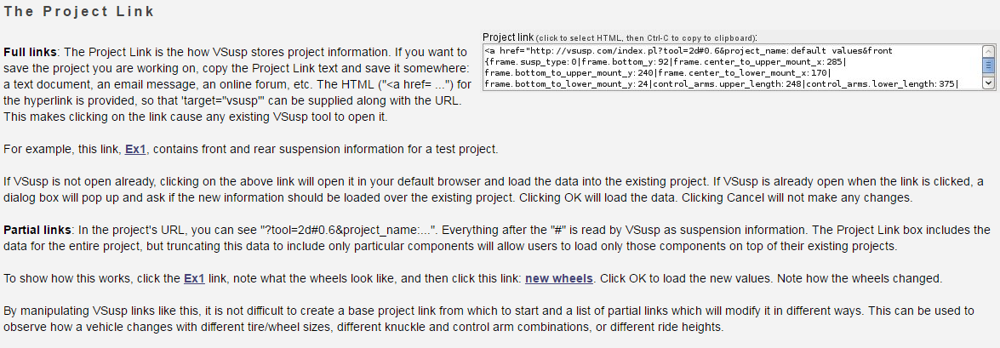 The Project Link
Project link (click to select HTML, then Ctrl-C to copy to clipboard):
<a href="http://vsusp.com/index.pl?tool=2d#0.6&project_name:default values&front
{frame.susp_type:0|frame.bottom_y:92|frame.center_to_upper_mount_x:285|
frame.bottom_to_upper_mount_y:240|frame.center_to_lower_mount_x:170|
frame.bottom_to_lower_mount_y:24|control_arms.upper_length:248|control_arms.lower_length:375|
Full links: The Project Link is the how VSusp stores project information. If you want to
save the project you are working on, copy the Project Link text and save it somewhere:
a text document, an email message, an online forum, etc. The HTML ("<a href= ...") for
the hyperlink is provided, so that 'target="vsusp"' can be supplied along with the URL.
This makes clicking on the link cause any existing VSusp tool to open it.
For example, this link, Ex1, contains front and rear suspension information for a test project.
If VSusp is not open already, clicking on the above link will open it in your default browser and load the data into the existing project. If VSusp is already open when the link is clicked, a
dialog box will pop up and ask if the new information should be loaded over the existing project. Clicking OK will load the data. Clicking Cancel will not make any changes.
Partial links: In the project's URL, you can see "?tool=2d#0.6&project_name:...". Everything after the "#" is read by VSusp as suspension information. The Project Link box includes the
data for the entire project, but truncating this data to include only particular components will allow users to load only those components on top of their existing projects.
To show how this works, click the Ex1 link, note what the wheels look like, and then click this link: new wheels. Click OK to load the new values. Note how the wheels changed.
By manipulating VSusp links like this, it is not difficult to create a base project link from which to start and a list of partial links which will modify it in different ways. This can be used to
observe how a vehicle changes with different tire/wheel sizes, different knuckle and control arm combinations, or different ride heights.